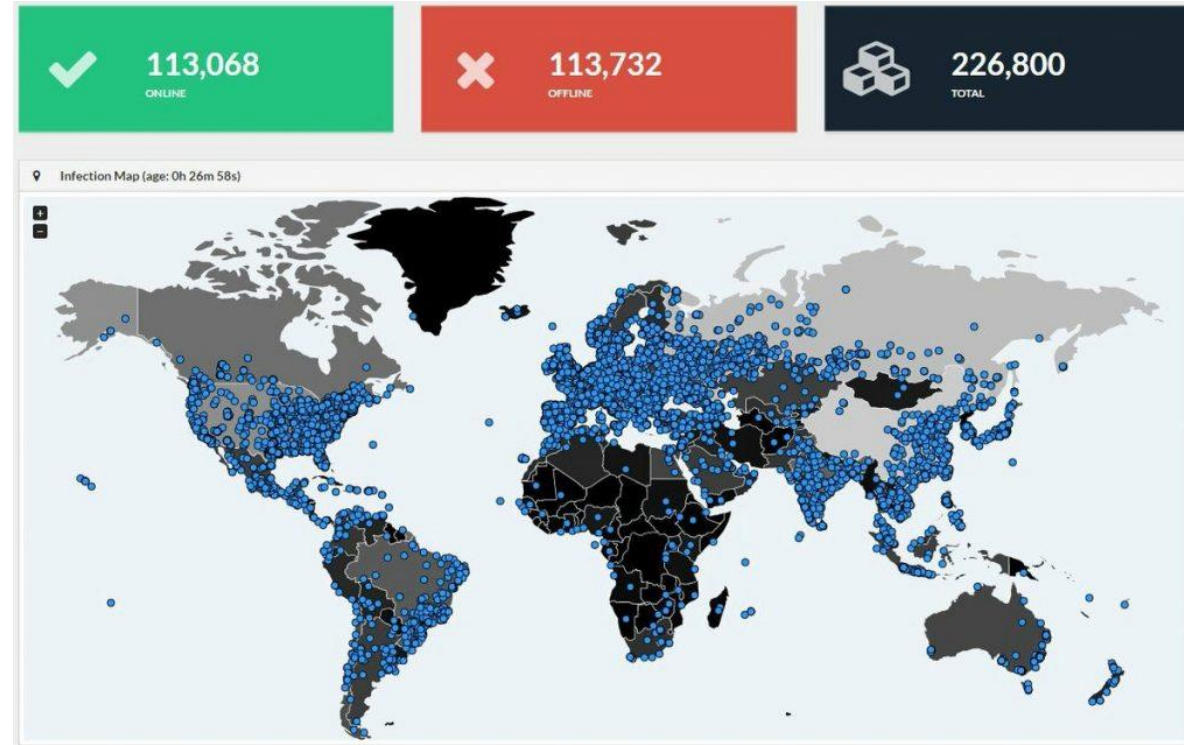 113,068
ONLINE
113,732
OFFLINE
226,800
TOTAL
Infection Map (age: 0h 26m 58s)
+
−